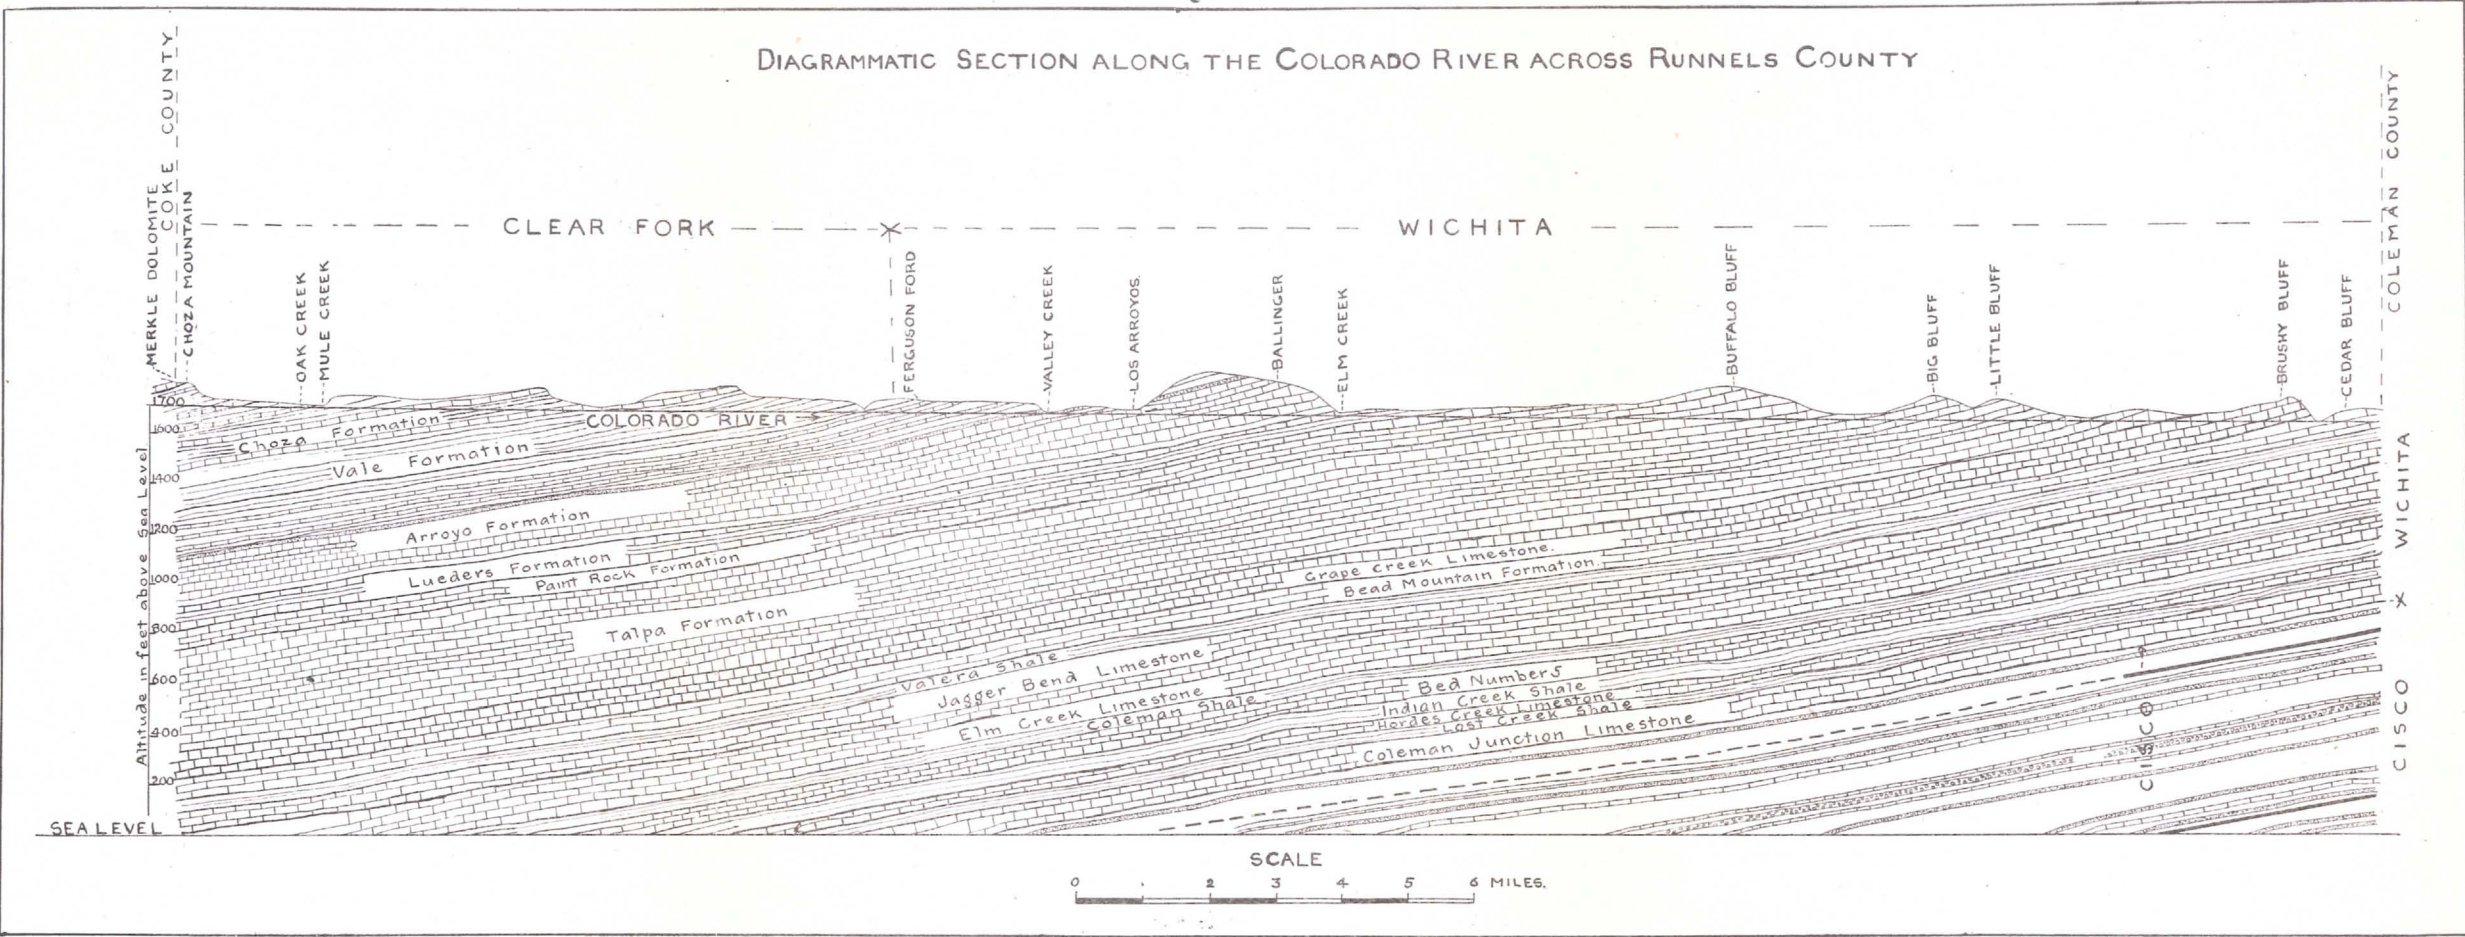 DIAGRAMMATIC SECTION ALONG THE COLORADO RIVER ACROSS RUNNELS COUNTY
COKE COUNTY
COLEMAN COUNTY
CLEAR FORK
WICHITA
MERKLE DOLOMITE
CHOZA MOUNTAIN
OAK CREEK
MULE CREEK
FERGUSON FORD
VALLEY CREEK
LOS ARROYOS.
BALLINGER
ELM CREEK
BUFFALO BLUFF
BIG BLUFF
LITTLE BLUFF
BRUSHY BLUFF
CEDAR BLUFF
COLORADO RIVER
Altitude in feet above Sea Level
1700
1600
1400
1200
1000
800
600
400
200
SEA LEVEL
Choza Formation
Vale Formation
Arroyo Formation
Lueders Formation
Paint Rock Formation
Talpa Formation
Grape Creek Limestone.
Bead Mountain Formation
Valera Shale
Jagger Bend Limestone
Elm Creek Limestone
Coleman Shale
Bed Number 5
Indian Creek Shale
Hordes Creek Limestone
Lost Creek Shale
Coleman Junction Limestone
CISCO
WICHITA
CISCO
SCALE
0 1 2 3 4 5 6 MILES.